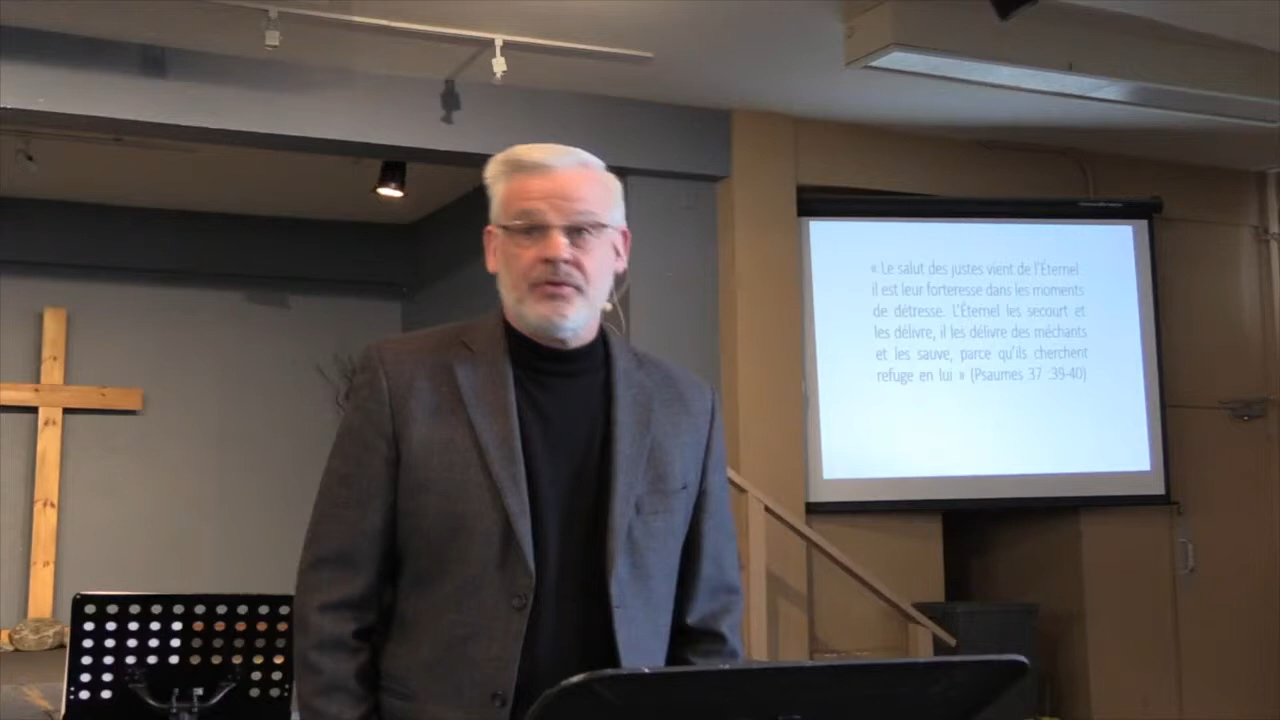 « Le salut des justes vient de l'Éternel
il est leur forteresse dans les moments
de détresse. L'Éternel les secourt et
les délivre, il les délivre des méchants
et les sauve, parce qu'ils cherchent
refuge en lui » (Psaumes 37 :39-40)